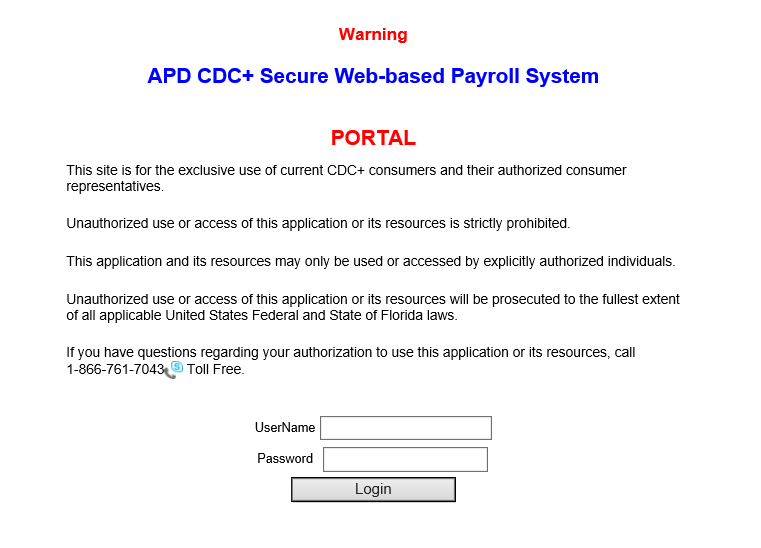 Warning
APD CDC+ Secure Web-based Payroll System
PORTAL
This site is for the exclusive use of current CDC+ consumers and their authorized consumer
representatives.
Unauthorized use or access of this application or its resources is strictly prohibited.
This application and its resources may only be used or accessed by explicitly authorized individuals.
Unauthorized use or access of this application or its resources will be prosecuted to the fullest extent
of all applicable United States Federal and State of Florida laws.
If you have questions regarding your authorization to use this application or its resources, call
1-866-761-7043 Toll Free.
UserName
Password
Login